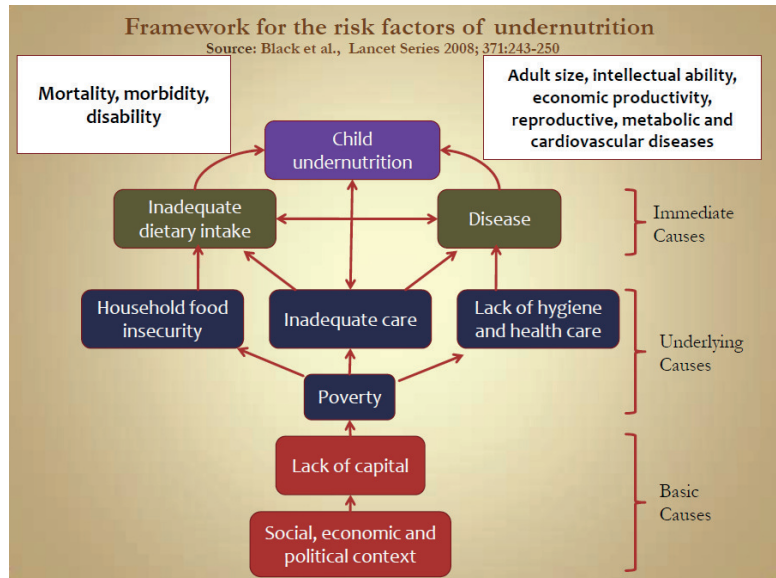 Framework for the risk factors of undernutrition
Source: Black et al., Lancet Series 2008; 371:243-250
Mortality, morbidity,
disability
Adult size, intellectual ability,
economic productivity,
reproductive, metabolic and
cardiovascular diseases
Child
undernutrition
Inadequate
dietary intake
Disease
Immediate
Causes
Household food
insecurity
Inadequate care
Lack of hygiene
and health care
Underlying
Causes
Poverty
Lack of capital
Basic
Causes
Social, economic and
political context